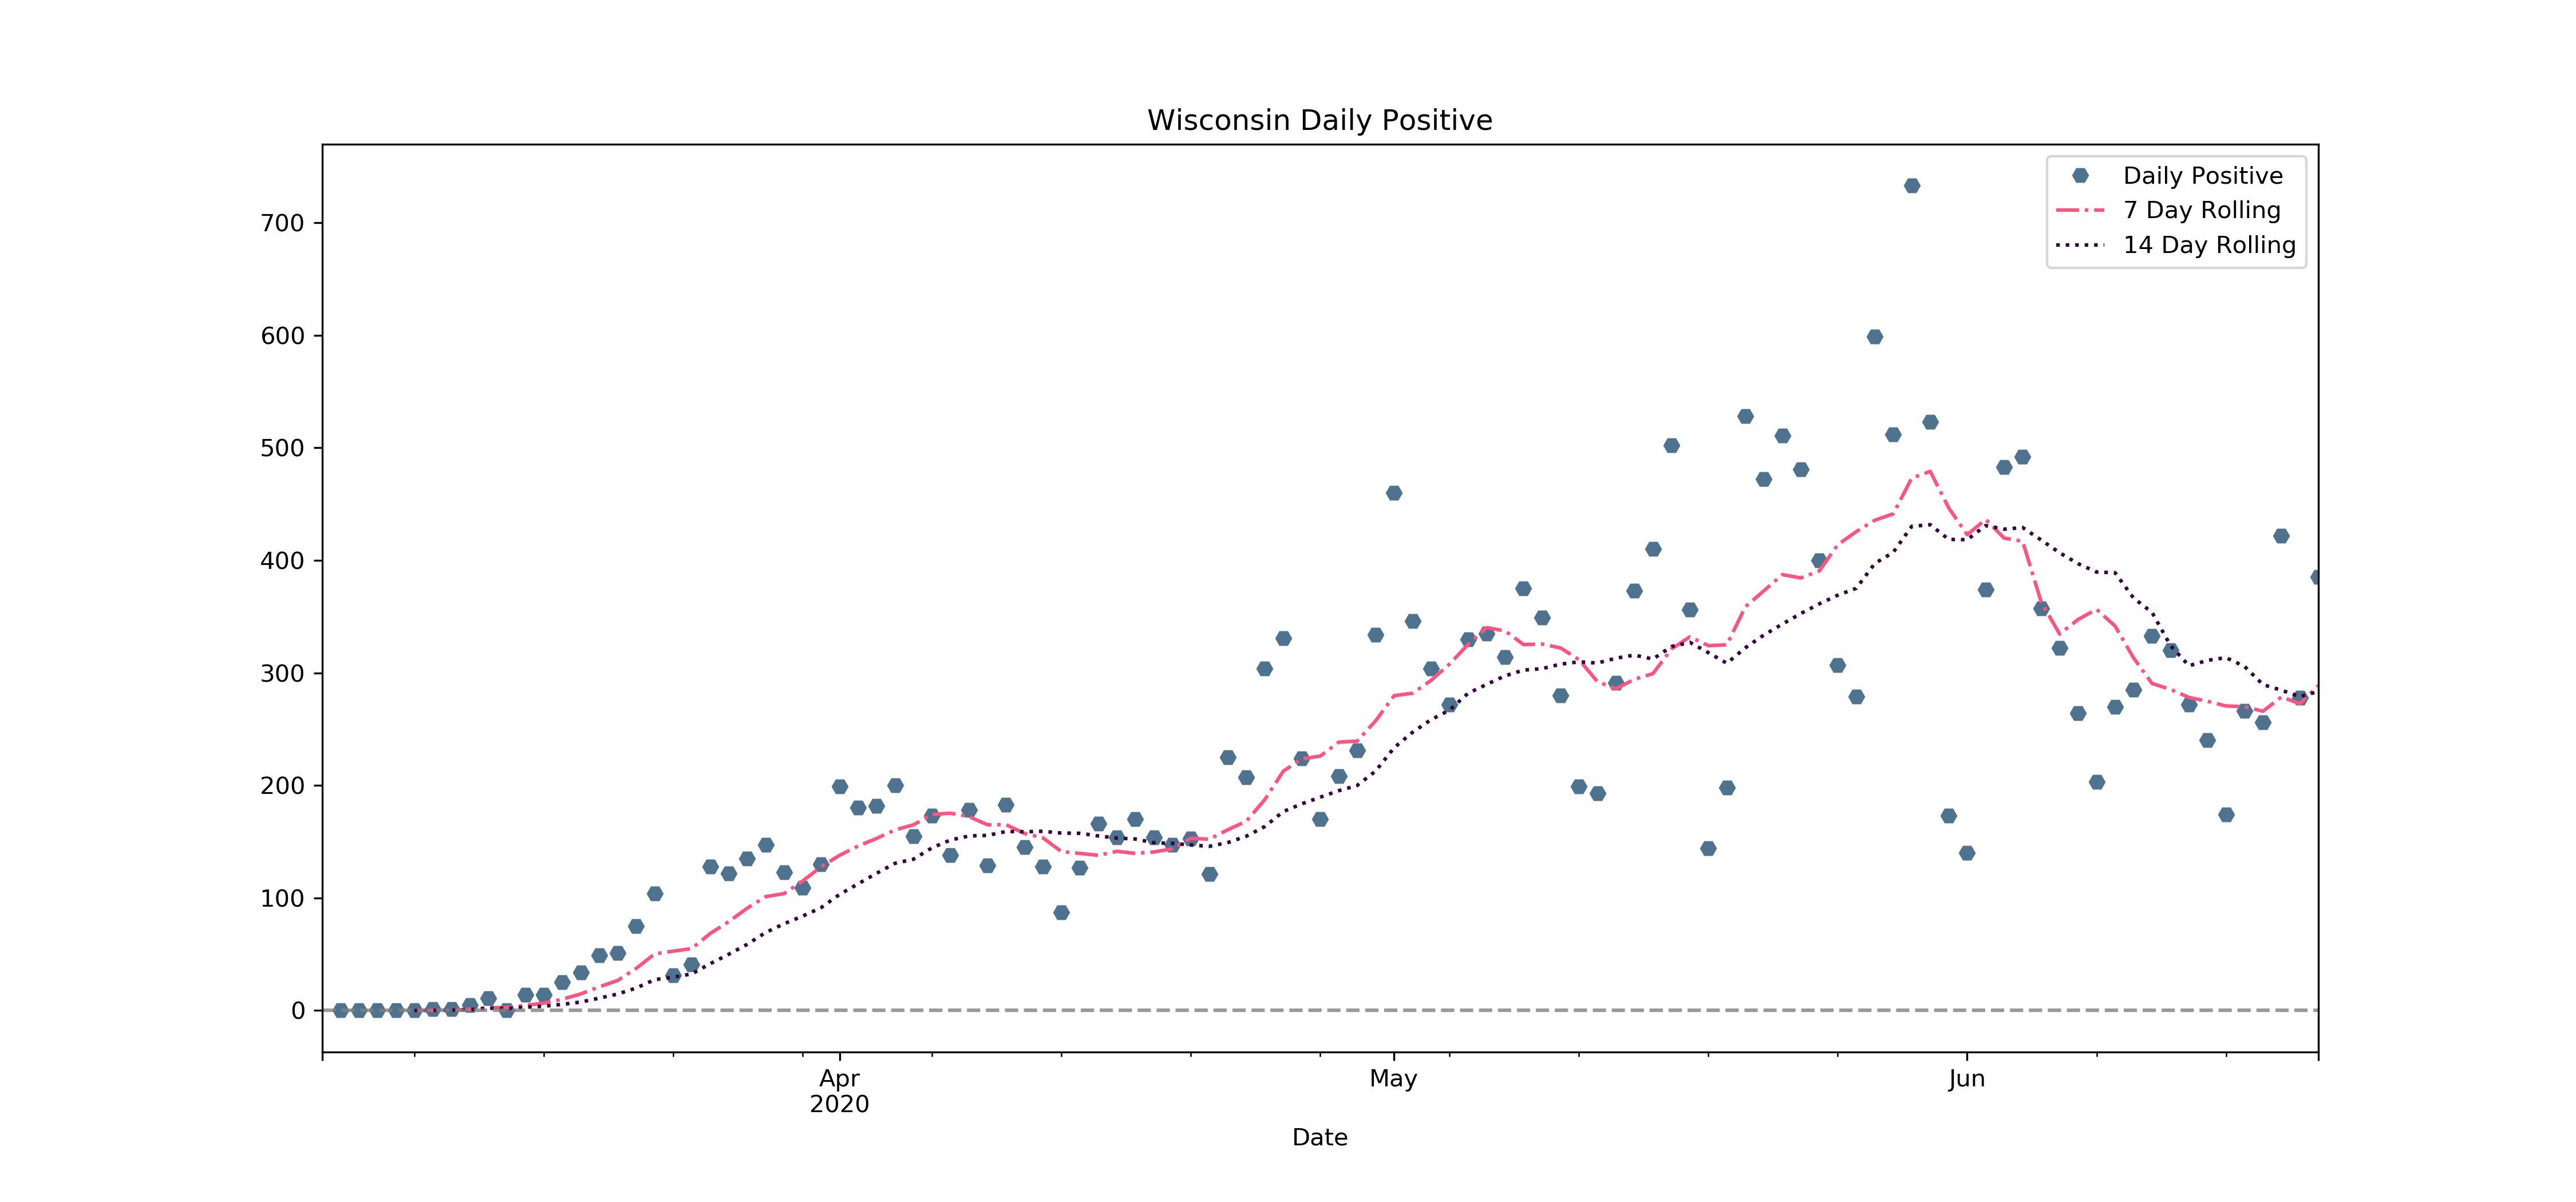 Wisconsin Daily Positive
Daily Positive
7 Day Rolling
14 Day Rolling
700
600
500
400
300
200
100
0
Apr
2020
May
Jun
Date